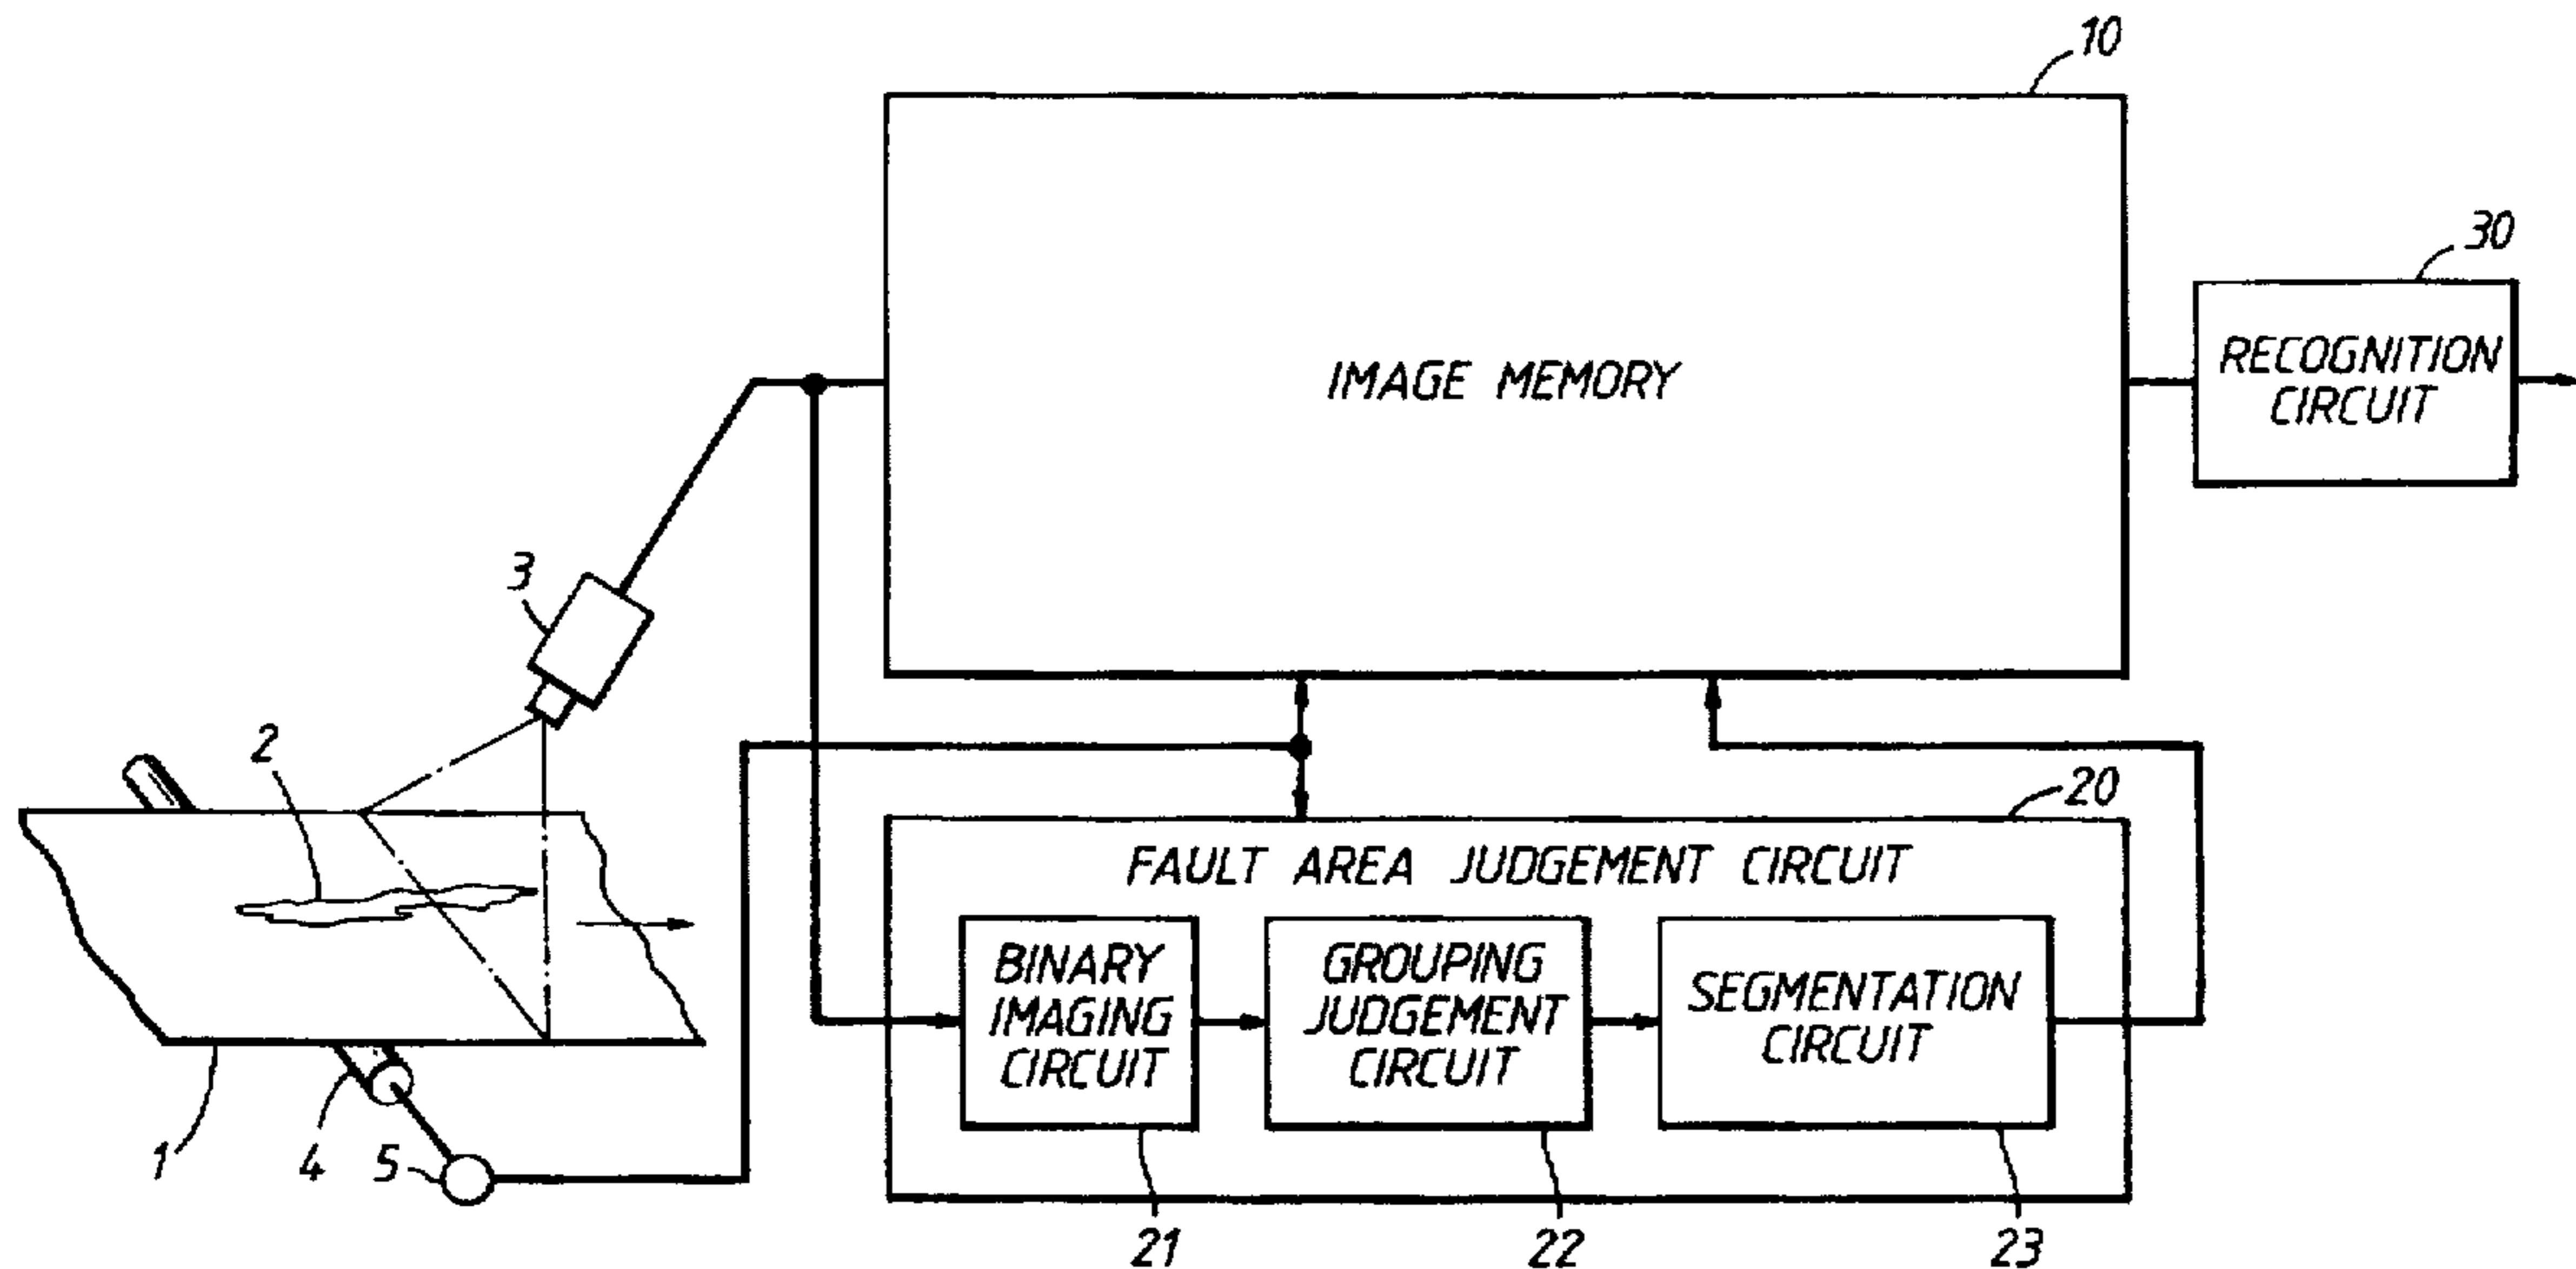 10
30
IMAGE MEMORY
RECOGNITION
CIRCUIT
3
2
20
FAULT AREA JUDGEMENT CIRCUIT
BINARY
IMAGING
CIRCUIT
GROUPING
JUDGEMENT
CIRCUIT
SEGMENTATION
CIRCUIT
1
4
5
21
22
23